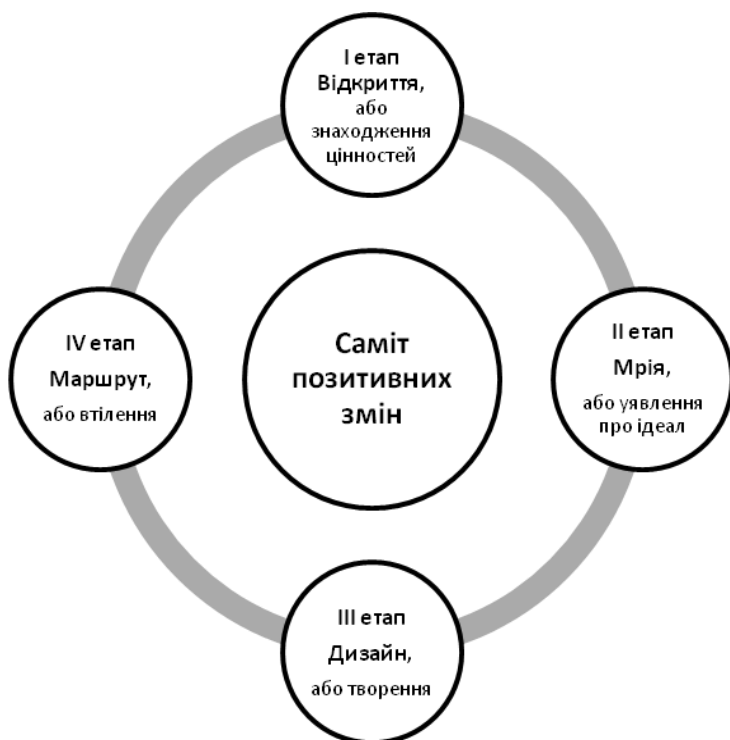 І етап
Відкриття,
або
знаходження
цінностей
ІІ етап
Мрія,
або уявлення
про ідеал
Саміт
позитивних
змін
IV етап
Маршрут,
або втілення
ІІІ етап
Дизайн,
або творення